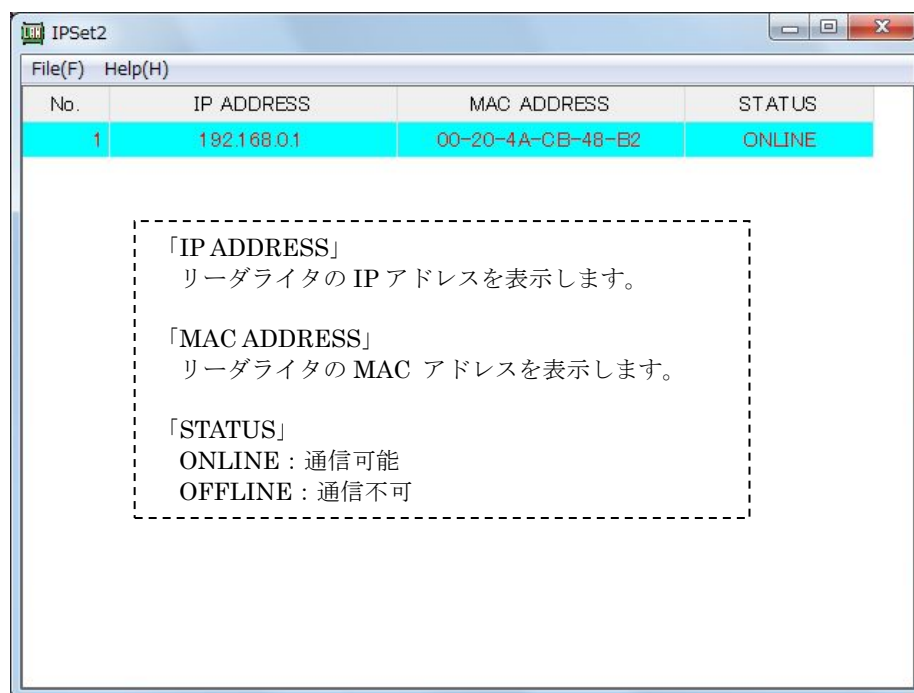 IPSet2
File(F) Help(H)
No. IP ADDRESS MAC ADDRESS STATUS
1 192.168.0.1 00-20-4A-CB-48-B2 ONLINE
「IP ADDRESS」
リーダライタの IP アドレスを表示します。
「MAC ADDRESS」
リーダライタの MAC アドレスを表示します。
「STATUS」
ONLINE：通信可能
OFFLINE：通信不可